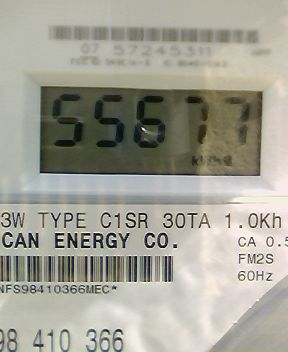 07 57245311
55677
kWh
3W TYPE C1SR 30TA 1.0Kh
CAN ENERGY CO.
CA 0.5
FM2S
60Hz
NFS98410366MEC*
98 410 366